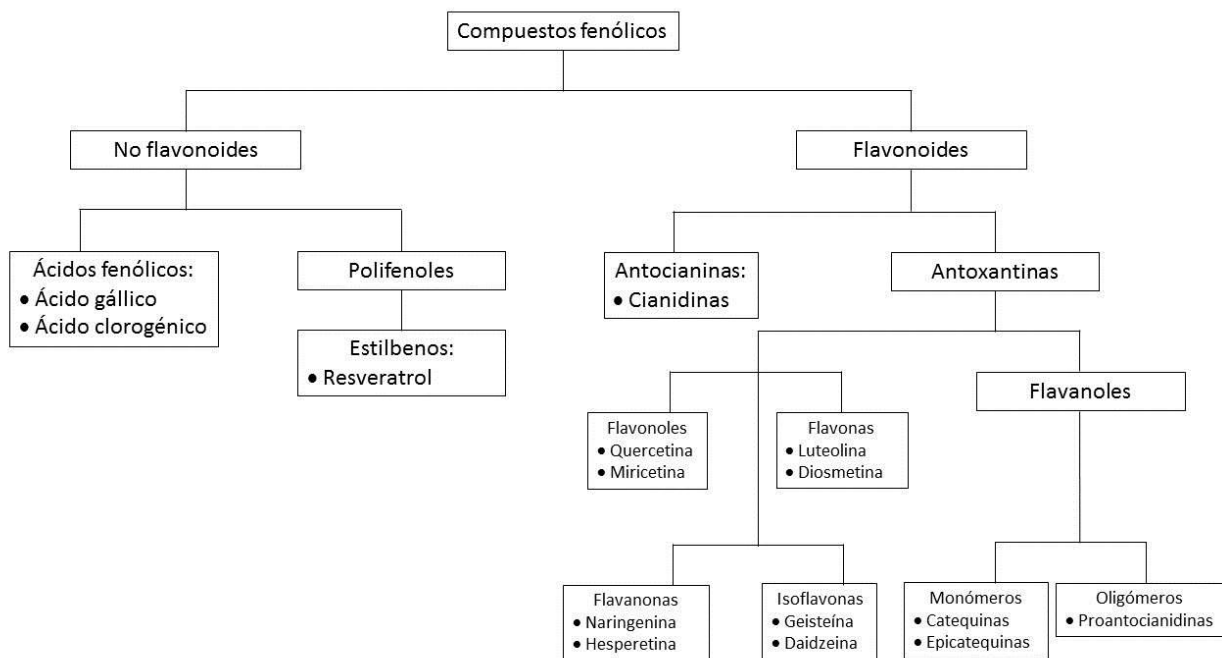 Compuestos fenólicos
No flavonoides
Flavonoides
Ácidos fenólicos:
• Ácido gállico
• Ácido clorogénico
Polifenoles
Antocianinas:
• Cianidinas
Antoxantinas
Estilbenos:
• Resveratrol
Flavanoles
Flavonoles
• Quercetina
• Miricetina
Flavonas
• Luteolina
• Diosmetina
Flavanonas
• Naringenina
• Hesperetina
Isoflavonas
• Geisteína
• Daidzeina
Monómeros
• Catequinas
• Epicatequinas
Oligómeros
• Proantocianidinas